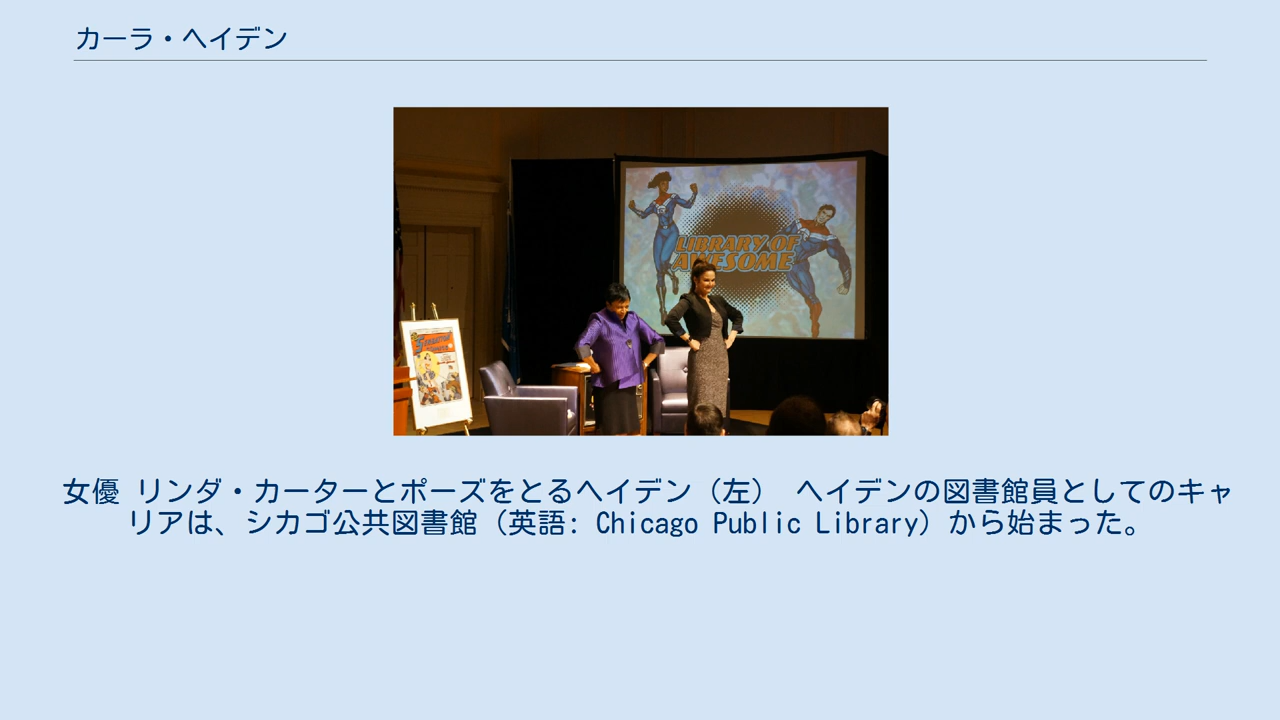 カーラ・ヘイデン
LIBRARY OF
AWESOME
女優 リンダ・カーターとポーズをとるヘイデン（左） ヘイデンの図書館員としてのキャ
リアは、シカゴ公共図書館（英語: Chicago Public Library）から始まった。